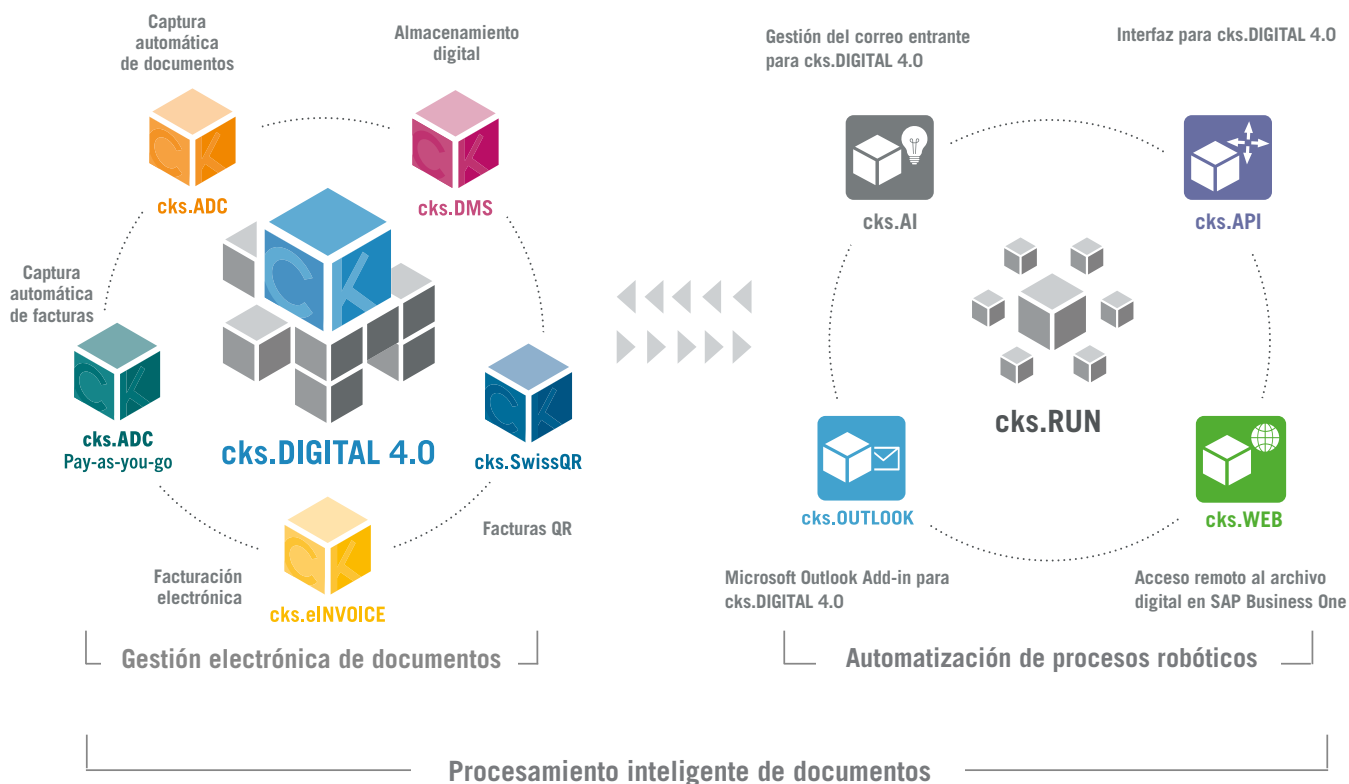 Captura
automática
de documentos
cks.ADC
Almacenamiento
digital
cks.DMS
Captura
automática
de facturas
cks.ADC
Pay-as-you-go
CK
cks.DIGITAL 4.0
cks.SwissQR
Facturas QR
Facturación
electrónica
cks.eINVOICE
Gestión electrónica de documentos
Gestión del correo entrante
para cks.DIGITAL 4.0
cks.AI
Interfaz para cks.DIGITAL 4.0
cks.API
cks.RUN
cks.OUTLOOK
Microsoft Outlook Add-in para
cks.DIGITAL 4.0
cks.WEB
Acceso remoto al archivo
digital en SAP Business One
Automatización de procesos robóticos
Procesamiento inteligente de documentos